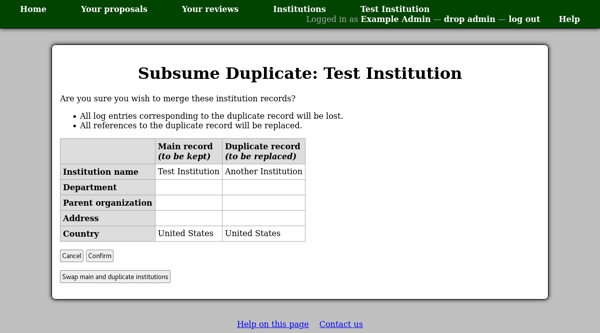 Home Your proposals Your reviews Institutions Test Institution
Logged in as Example Admin — drop admin — log out Help
Subsume Duplicate: Test Institution
Are you sure you wish to merge these institution records?
• All log entries corresponding to the duplicate record will be lost.
• All references to the duplicate record will be replaced.
Main record Duplicate record
(to be kept) (to be replaced)
Institution name Test Institution Another Institution
Department
Parent organization
Address
Country United States United States
Cancel Confirm
Swap main and duplicate institutions
Help on this page Contact us